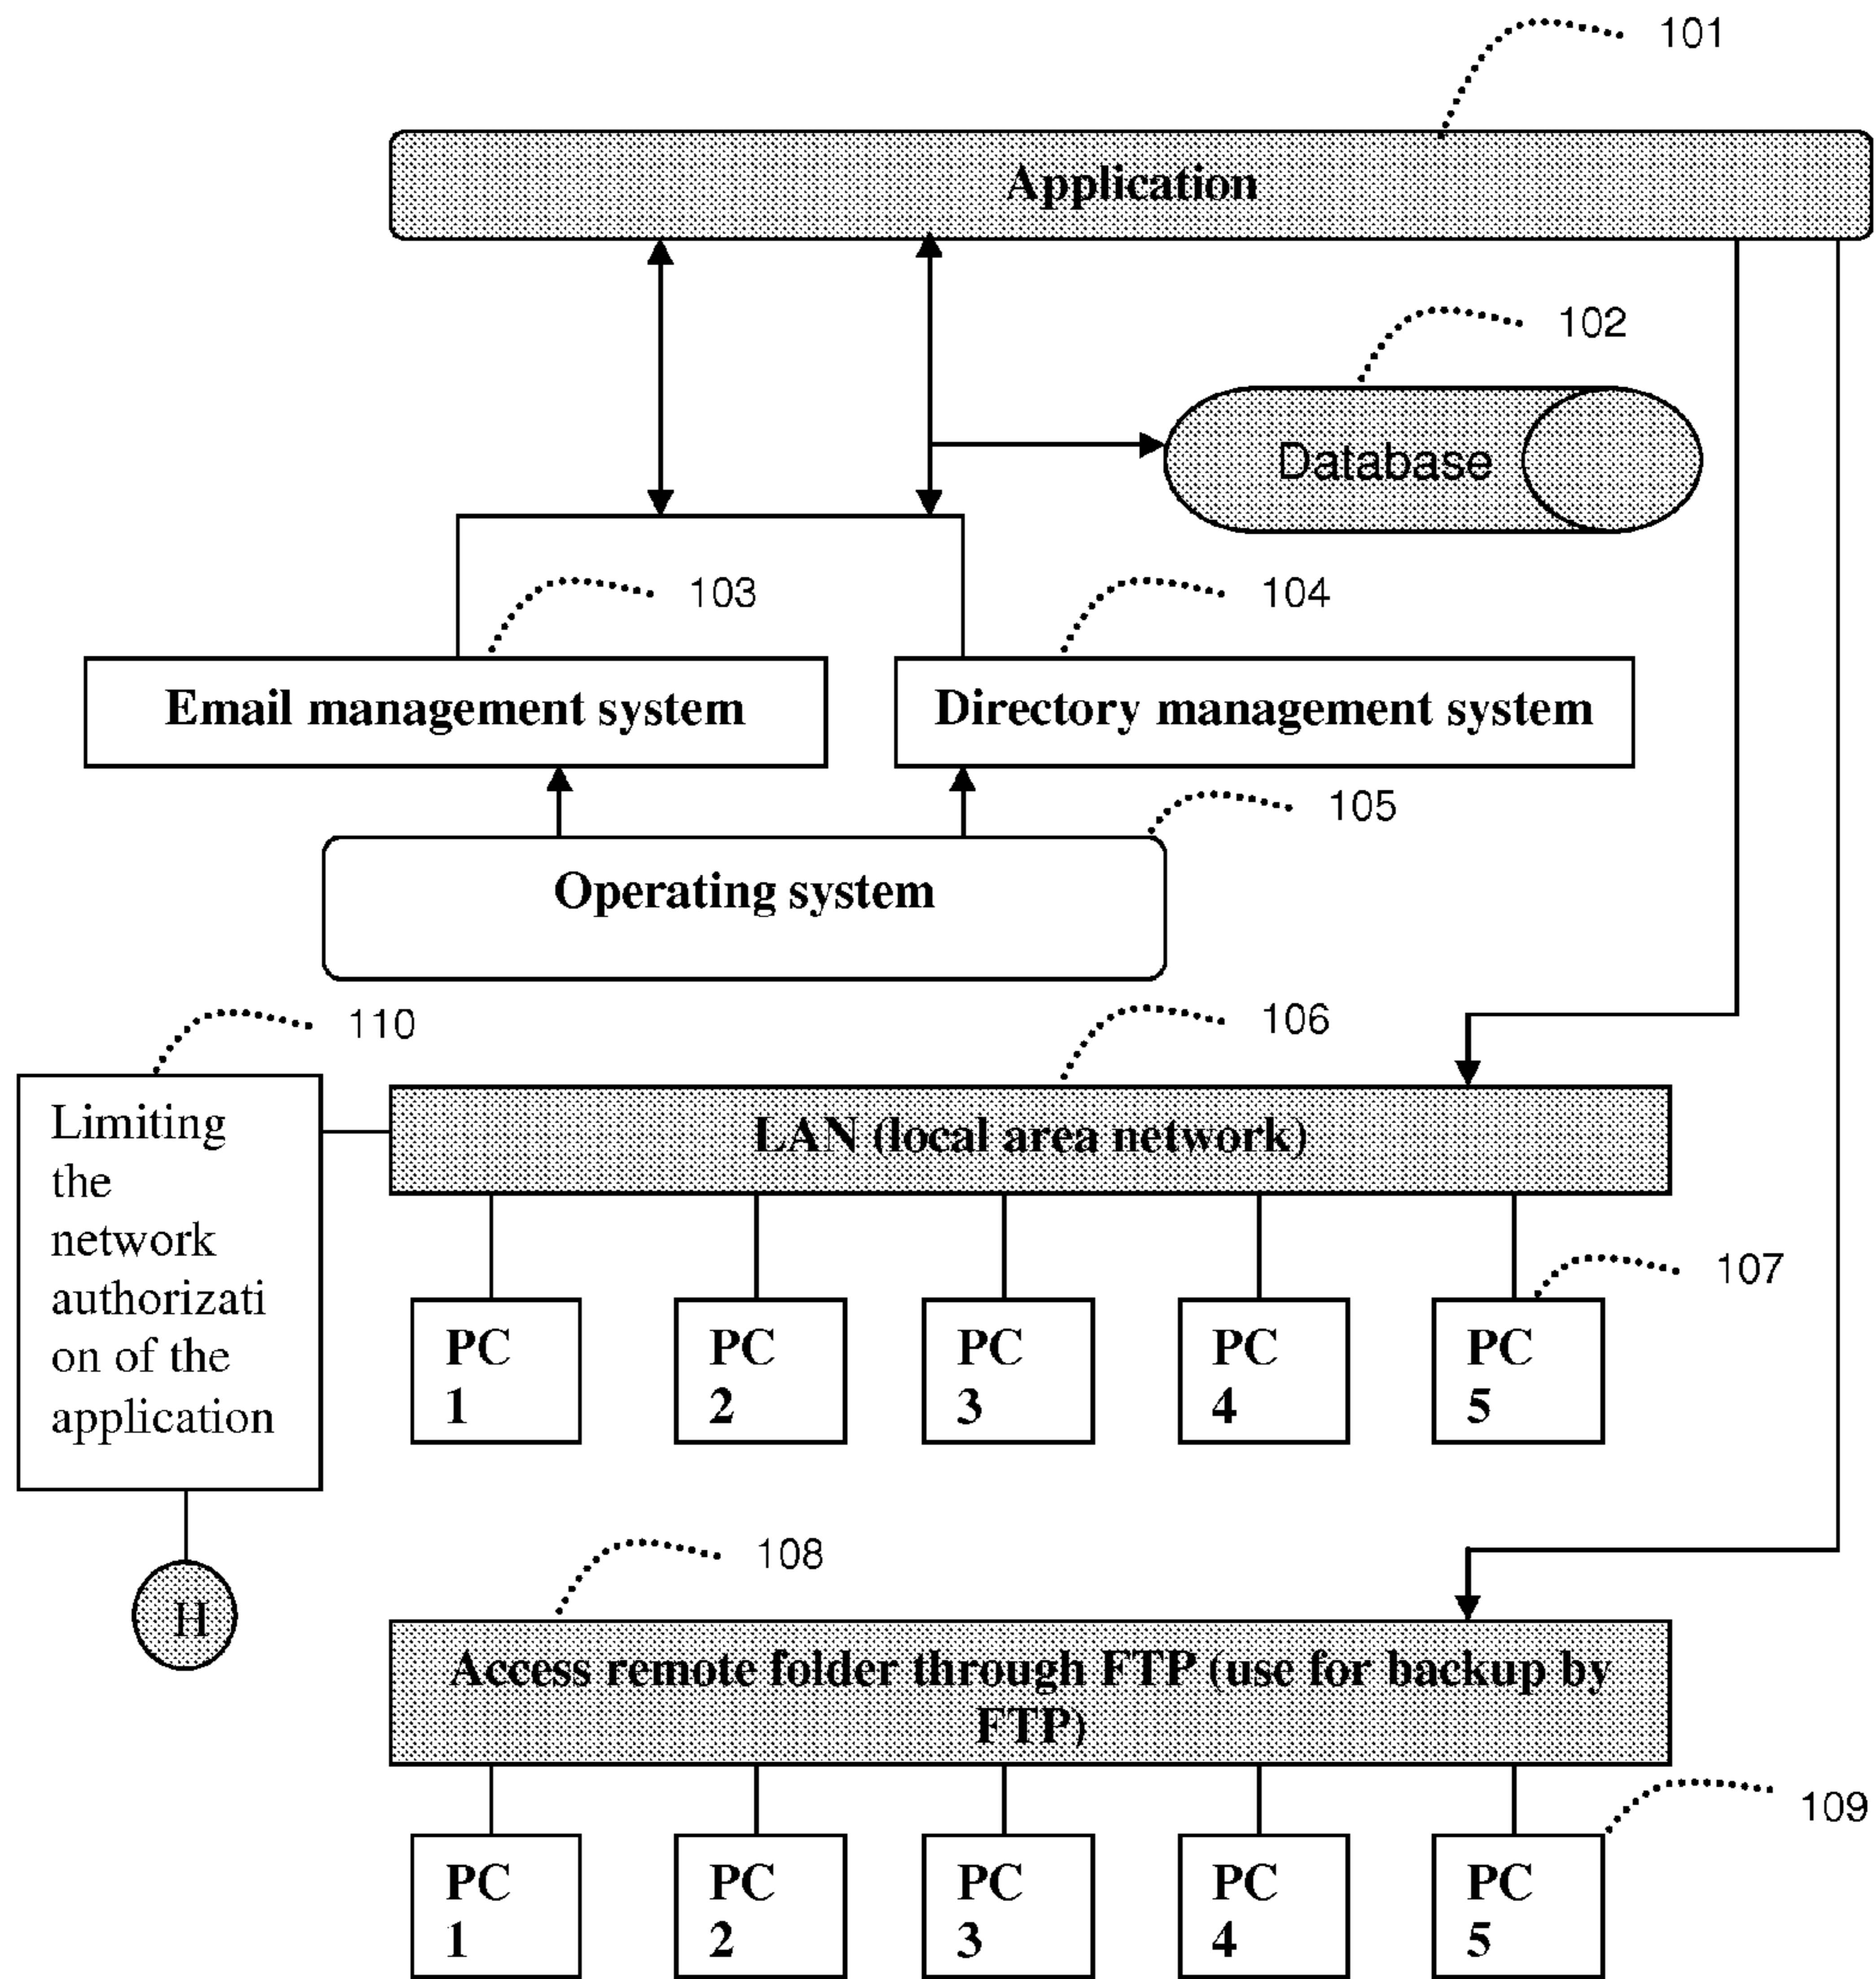 101
Application
102
Database
103
104
Email management system
Directory management system
105
Operating system
110
106
Limiting
the
network
authorizati
on of the
application
LAN (local area network)
107
PC
1
PC
2
PC
3
PC
4
PC
5
108
H
Access remote folder through FTP (use for backup by
FTP)
109
PC
1
PC
2
PC
3
PC
4
PC
5